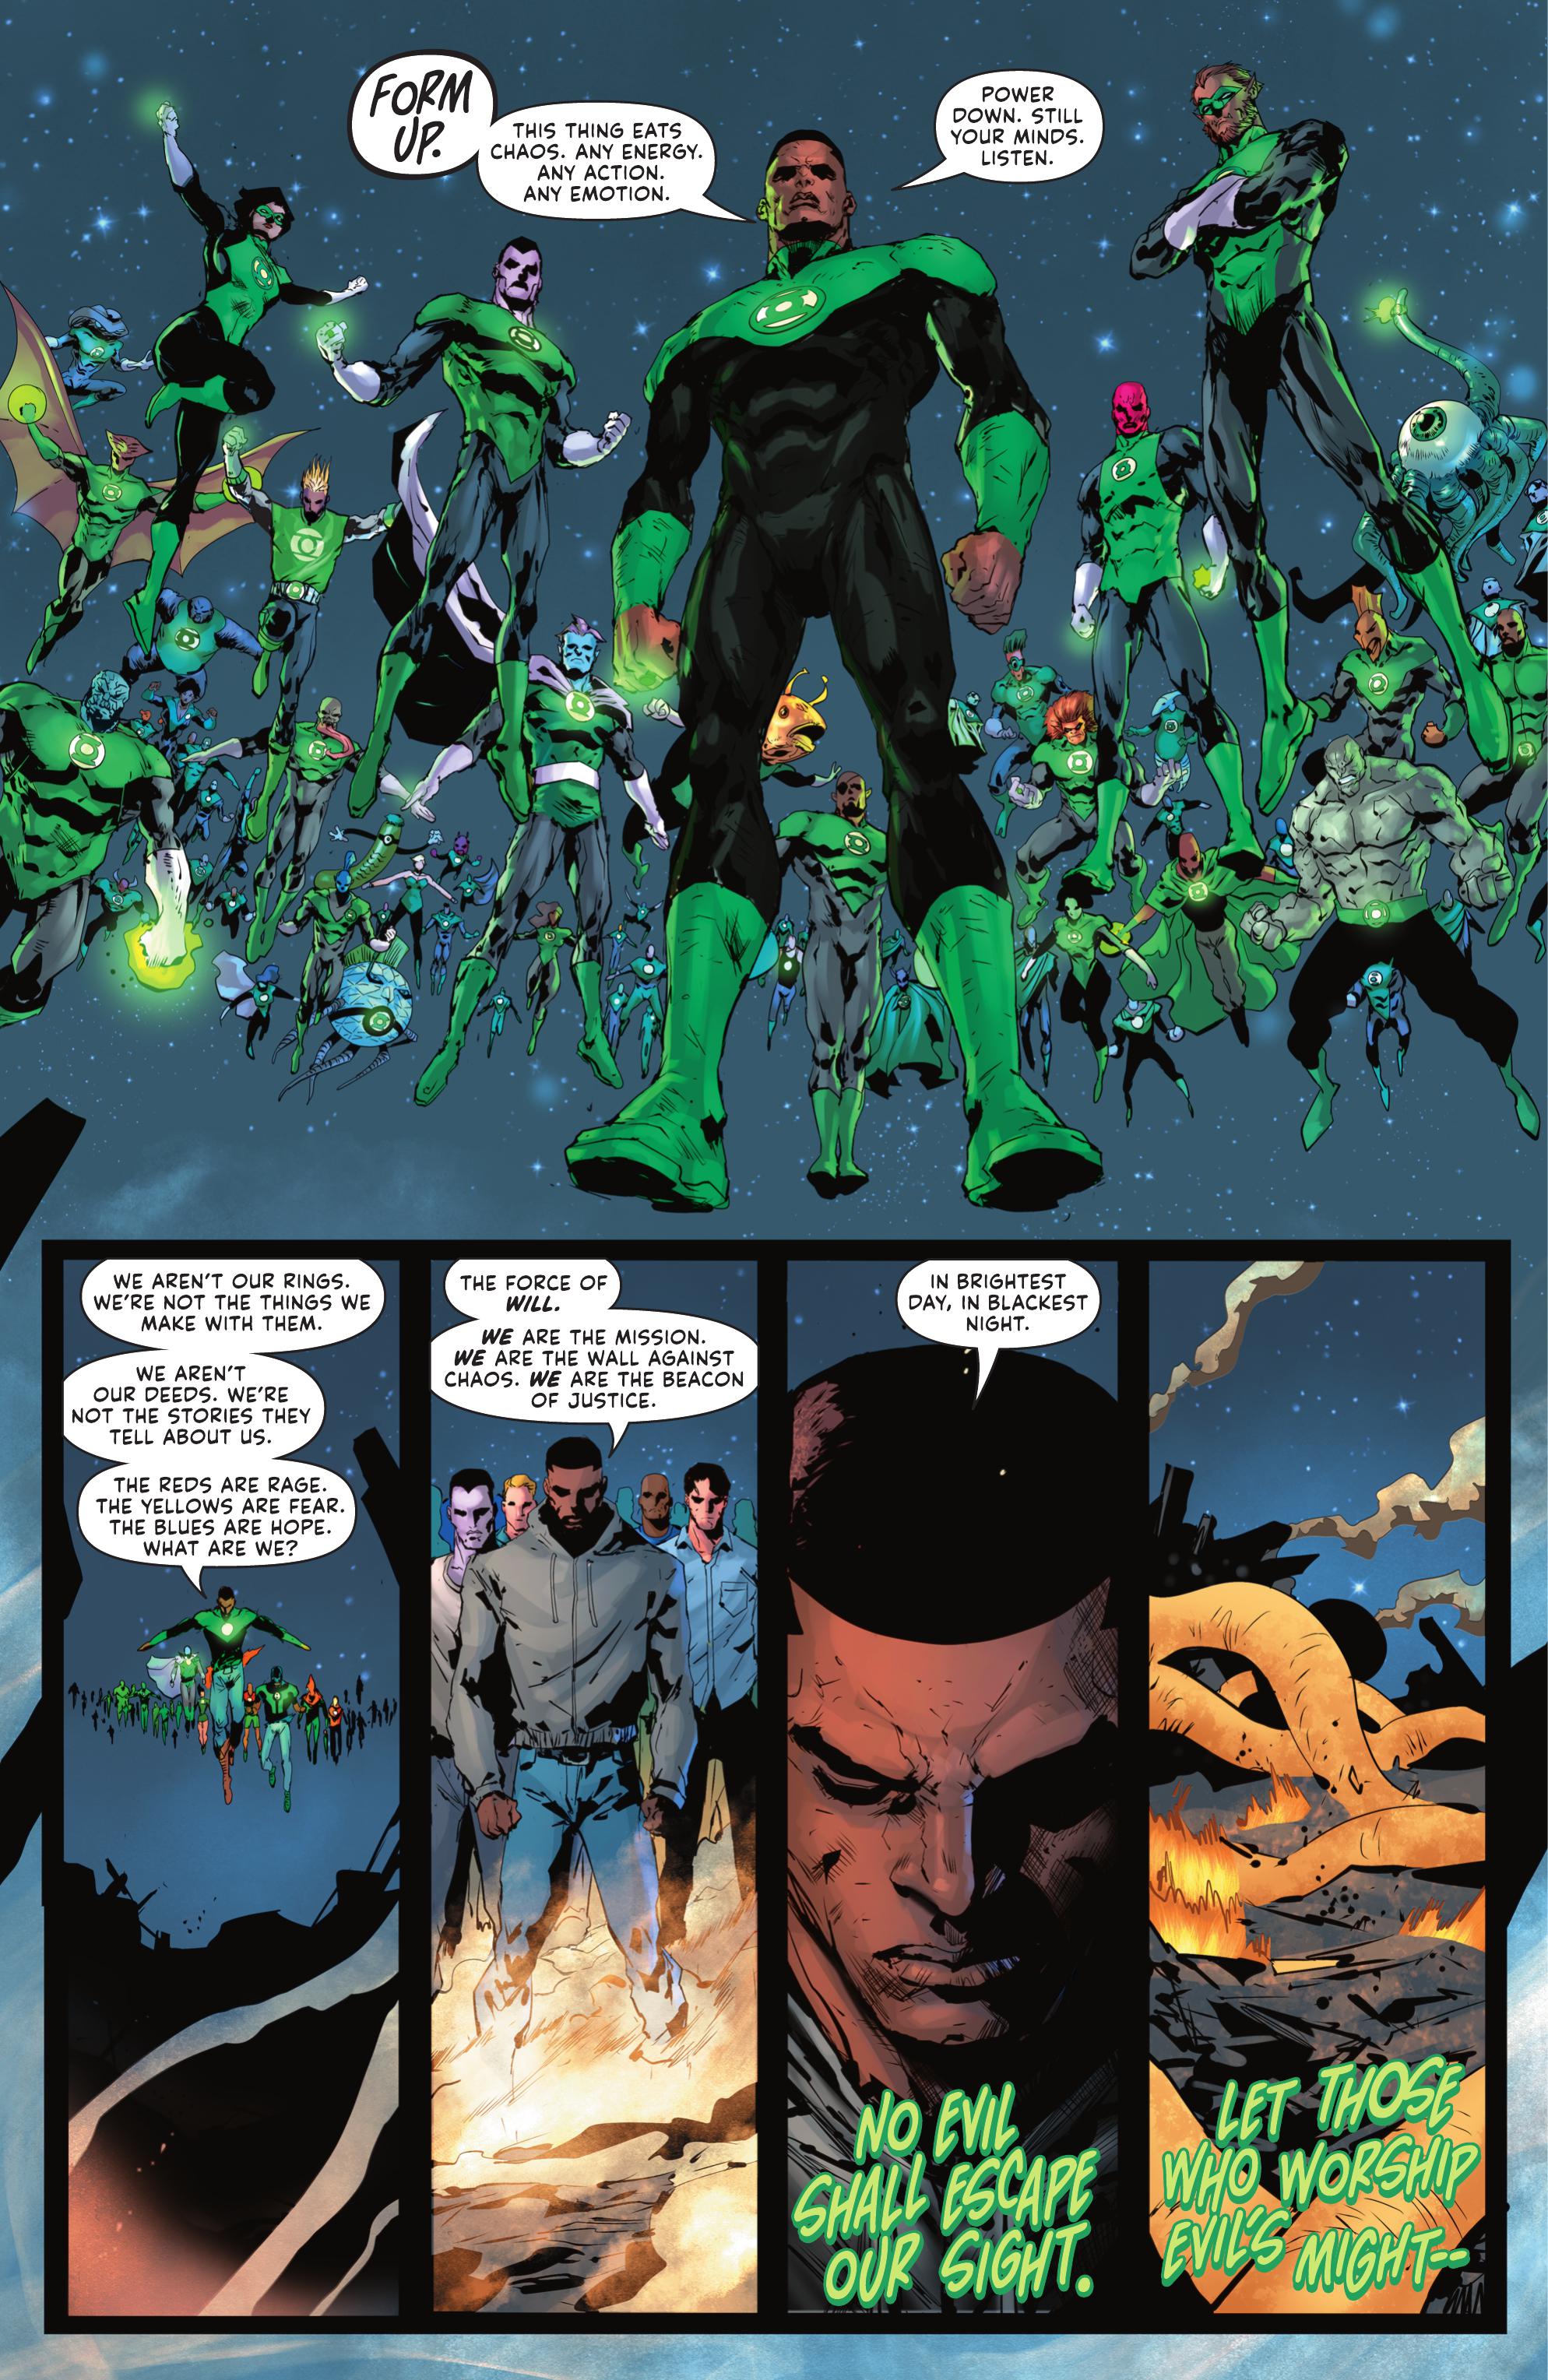 FORM
UP.
THIS THING EATS
CHAOS. ANY ENERGY.
ANY ACTION.
ANY EMOTION.
POWER
DOWN. STILL
YOUR MINDS.
LISTEN.
WE AREN'T OUR RINGS.
WE'RE NOT THE THINGS WE
MAKE WITH THEM.
WE AREN'T
OUR DEEDS. WE'RE
NOT THE STORIES THEY
TELL ABOUT US.
THE REDS ARE RAGE.
THE YELLOWS ARE FEAR.
THE BLUES ARE HOPE.
WHAT ARE WE?
THE FORCE OF
WILL.
WE ARE THE MISSION.
WE ARE THE WALL AGAINST
CHAOS. WE ARE THE BEACON
OF JUSTICE.
IN BRIGHTEST
DAY, IN BLACKEST
NIGHT.
NO EVIL
SHALL ESCAPE
OUR SIGHT.
LET THOSE
WHO WORSHIP
EVIL'S MIGHT--